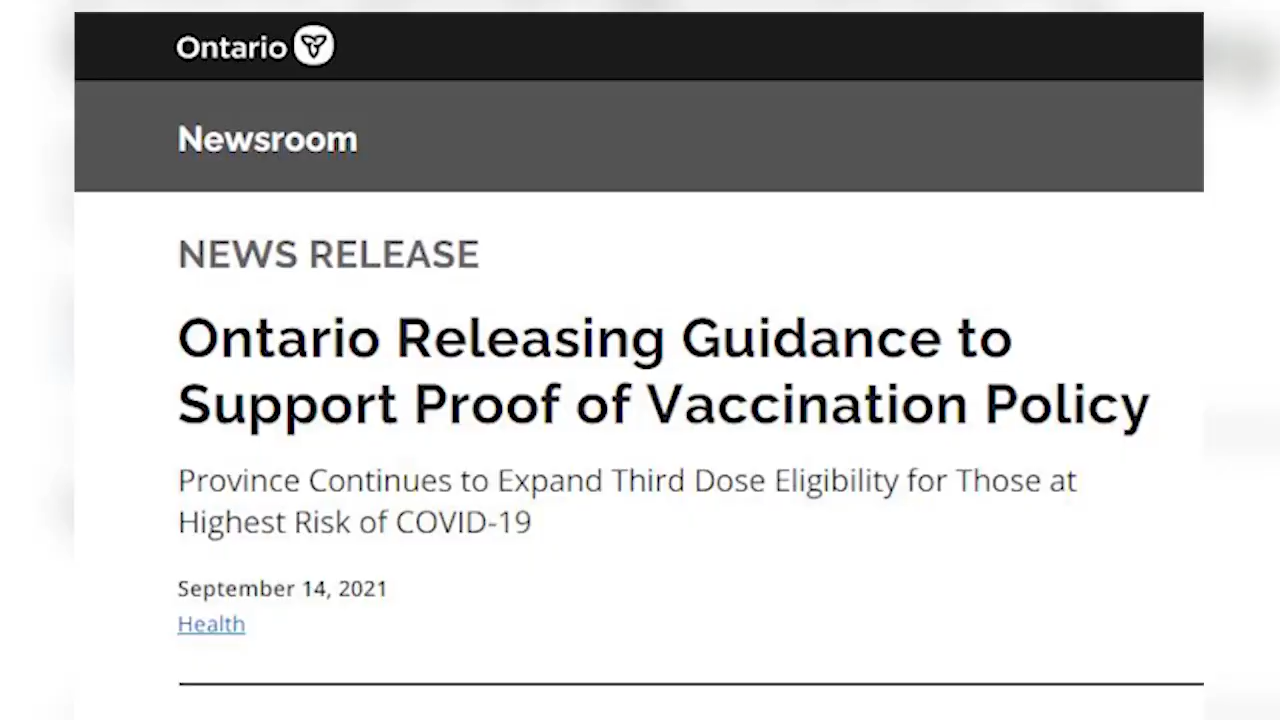 Ontario
Newsroom
NEWS RELEASE
Ontario Releasing Guidance to
Support Proof of Vaccination Policy
Province Continues to Expand Third Dose Eligibility for Those at
Highest Risk of COVID-19
September 14, 2021
Health